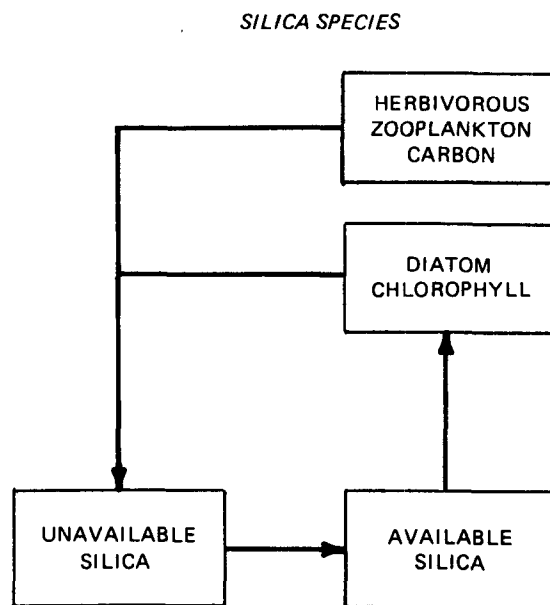 SILICA SPECIES
HERBIVOROUS
ZOOPLANKTON
CARBON
DIATOM
CHLOROPHYLL
UNAVAILABLE
SILICA
AVAILABLE
SILICA